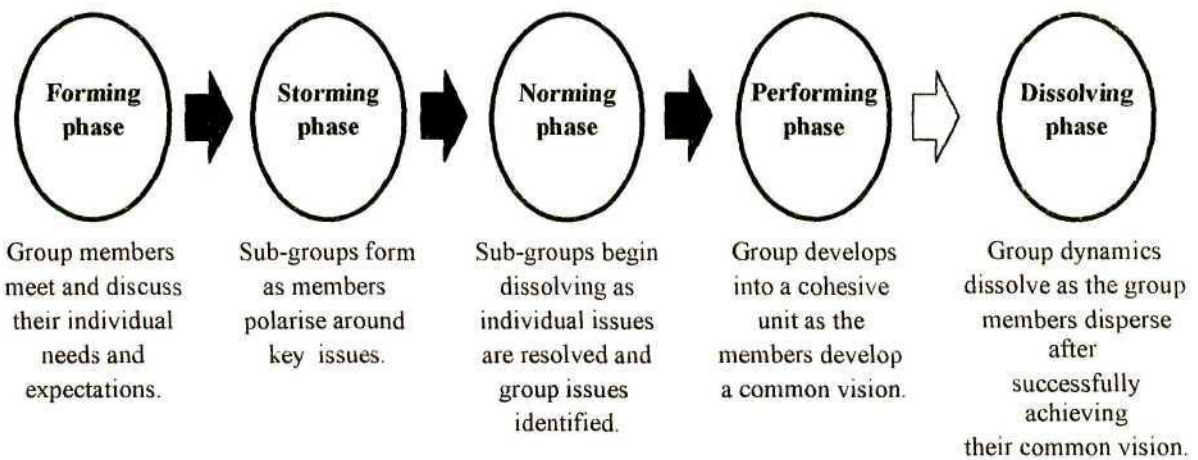 Forming
phase
Storming
phase
Norming
phase
Performing
phase
Dissolving
phase
Group members
meet and discuss
their individual
needs and
expectations.
Sub-groups form
as members
polarise around
key issues.
Sub-groups begin
dissolving as
individual issues
are resolved and
group issues
identified.
Group develops
into a cohesive
unit as the
members develop
a common vision.
Group dynamics
dissolve as the group
members disperse
after
successfully
achieving
their common vision.